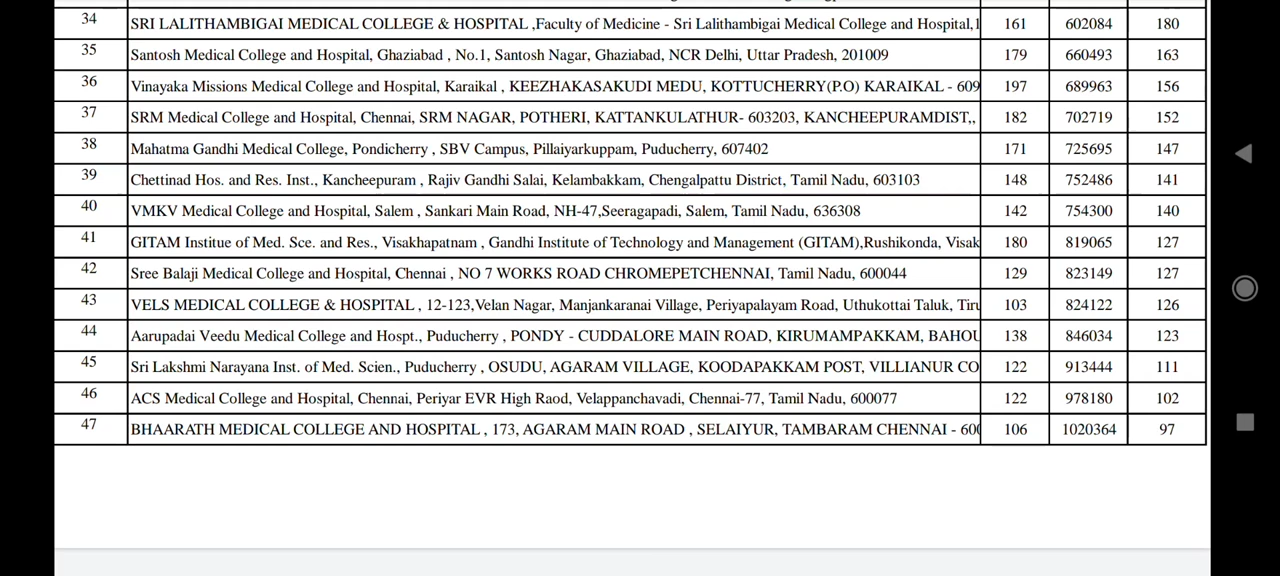 34 SRI LALITHAMBIGAI MEDICAL COLLEGE & HOSPITAL ,Faculty of Medicine - Sri Lalithambigai Medical College and Hospital,1 161 602084 180
35 Santosh Medical College and Hospital, Ghaziabad , No.1, Santosh Nagar, Ghaziabad, NCR Delhi, Uttar Pradesh, 201009 179 660493 163
36 Vinayaka Missions Medical College and Hospital, Karaikal , KEEZHAKASAKUDI MEDU, KOTTUCHERRY(P.O) KARAIKAL - 609 197 689963 156
37 SRM Medical College and Hospital, Chennai, SRM NAGAR, POTHERI, KATTANKULATHUR- 603203, KANCHEEPURAMDIST,, 182 702719 152
38 Mahatma Gandhi Medical College, Pondicherry , SBV Campus, Pillaiyarkuppam, Puducherry, 607402 171 725695 147
39 Chettinad Hos. and Res. Inst., Kancheepuram , Rajiv Gandhi Salai, Kelambakkam, Chengalpattu District, Tamil Nadu, 603103 148 752486 141
40 VMKV Medical College and Hospital, Salem , Sankari Main Road, NH-47,Seeragapadi, Salem, Tamil Nadu, 636308 142 754300 140
41 GITAM Institue of Med. Sce. and Res., Visakhapatnam , Gandhi Institute of Technology and Management (GITAM),Rushikonda, Visak 180 819065 127
42 Sree Balaji Medical College and Hospital, Chennai , NO 7 WORKS ROAD CHROMEPETCHENNAI, Tamil Nadu, 600044 129 823149 127
43 VELS MEDICAL COLLEGE & HOSPITAL , 12-123,Velan Nagar, Manjankaranai Village, Periyapalayam Road, Uthukottai Taluk, Tiru 103 824122 126
44 Aarupadai Veedu Medical College and Hospt., Puducherry , PONDY - CUDDALORE MAIN ROAD, KIRUMAMPAKKAM, BAHOU 138 846034 123
45 Sri Lakshmi Narayana Inst. of Med. Scien., Puducherry , OSUDU, AGARAM VILLAGE, KOODAPAKKAM POST, VILLIANUR CO 122 913444 111
46 ACS Medical College and Hospital, Chennai, Periyar EVR High Raod, Velappanchavadi, Chennai-77, Tamil Nadu, 600077 122 978180 102
47 BHAARATH MEDICAL COLLEGE AND HOSPITAL , 173, AGARAM MAIN ROAD , SELAIYUR, TAMBARAM CHENNAI - 600 106 1020364 97